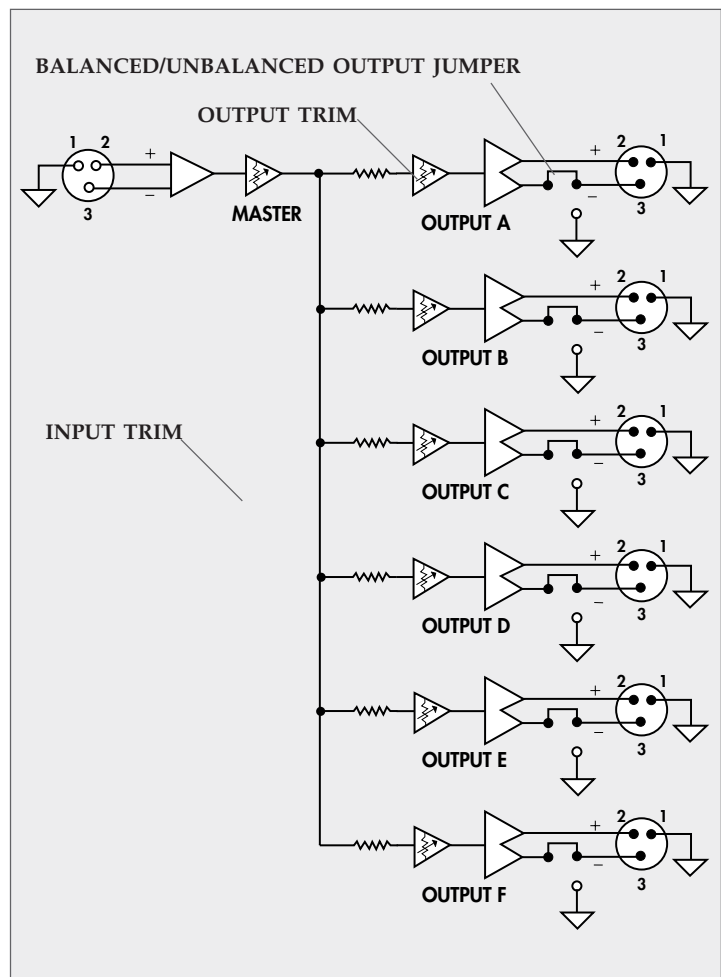 BALANCED/UNBALANCED OUTPUT JUMPER
OUTPUT TRIM
1 2 + − 3
MASTER
+ − 2 1 3
OUTPUT A
+ − 2 1 3
OUTPUT B
INPUT TRIM
+ − 2 1 3
OUTPUT C
+ − 2 1 3
OUTPUT D
+ − 2 1 3
OUTPUT E
+ − 2 1 3
OUTPUT F